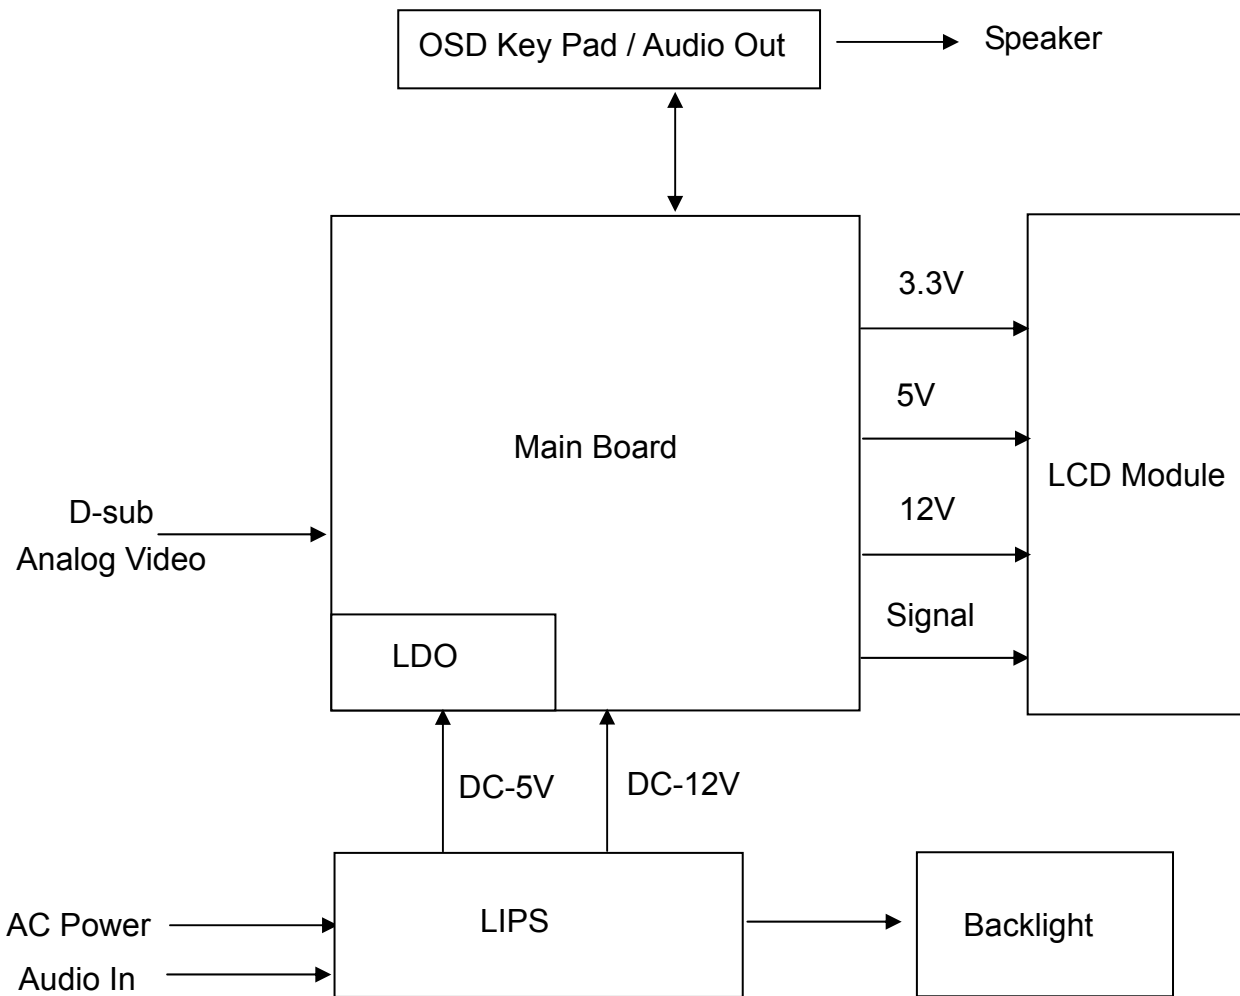 OSD Key Pad / Audio Out
Speaker
3.3V
5V
Main Board
LCD Module
12V
D-sub
Analog Video
Signal
LDO
DC-5V
DC-12V
AC Power
LIPS
Backlight
Audio In